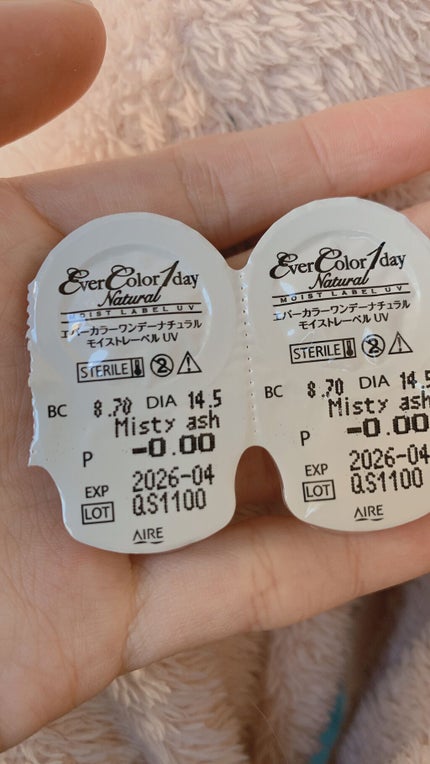 EverColor1day
Natural
MOIST LABEL UV
エバーカラーワンデーナチュラル
モイストレーベル UV
STERILE 2
BC 8.70 DIA 14.5
Misty ash
P -0.00
EXP 2026-04
LOT QS1100
AIRE
EverColor1day
Natural
MOIST LABEL UV
エバーカラーワンデーナチュラル
モイストレーベル UV
STERILE 2
BC 8.70 DIA 14.5
Misty ash
P -0.00
EXP 2026-04
LOT QS1100
AIRE